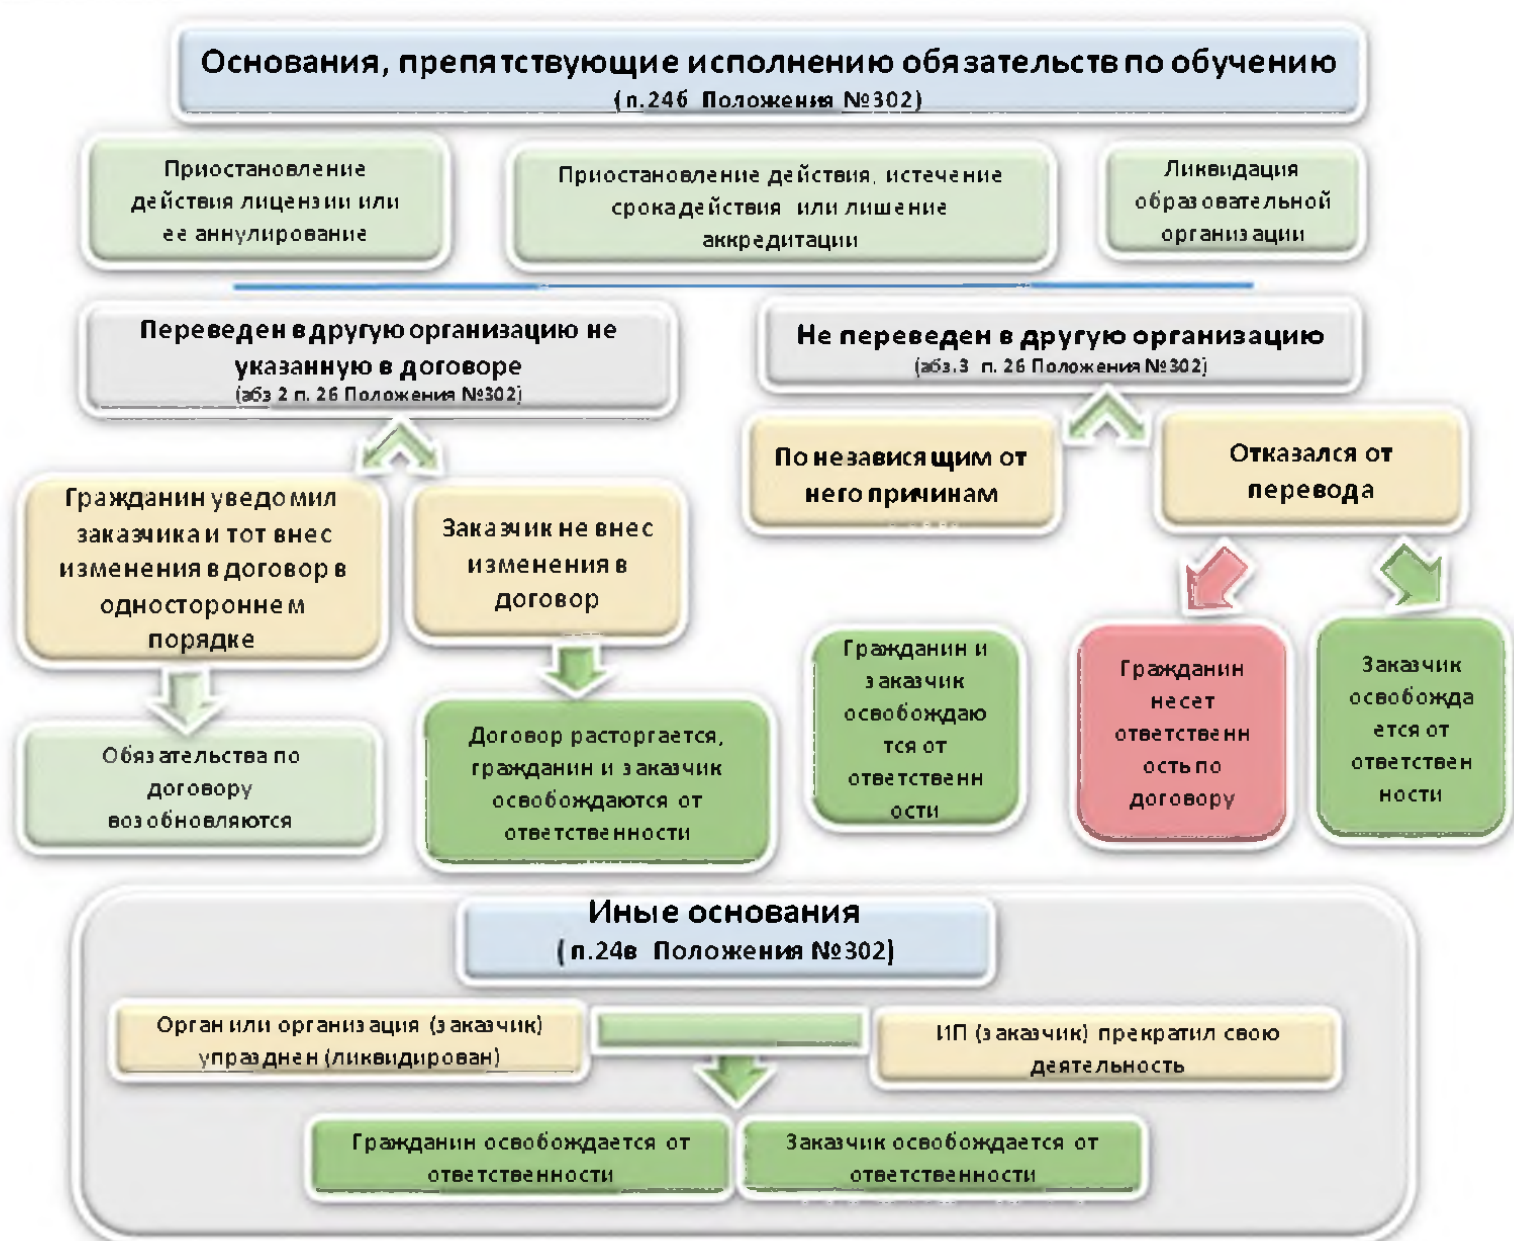 Основания, препятствующие исполнению обязательств по обучению
(п.24б Положения №302)
Приостановление
действия лицензии или
ее аннулирование
Приостановление действия, истечение
срока действия или лишение
аккредитации
Ликвидация
образовательной
организации
Переведен в другую организацию не
указанную в договоре
(абз 2 п. 26 Положения №302)
Не переведен в другую организацию
(абз.3 п. 26 Положения №302)
Гражданин уведомил
заказчика и тот внес
изменения в договор в
одностороннем
порядке
Заказчик не внес
изменения в
договор
По независящим от
него причинам
Отказался от
перевода
Обязательства по
договору
возобновляются
Договор расторгается,
гражданин и заказчик
освобождаются от
ответственности
Гражданин и
заказчик
освобождаю
тся от
ответственн
ости
Гражданин
несет
ответственн
ость по
договору
Заказчик
освобожда
ется от
ответствен
ности
Иные основания
(п.24в Положения №302)
Орган или организация (заказчик)
упразднен (ликвидирован)
ИП (заказчик) прекратил свою
деятельность
Гражданин освобождается от
ответственности
Заказчик освобождается от
ответственности